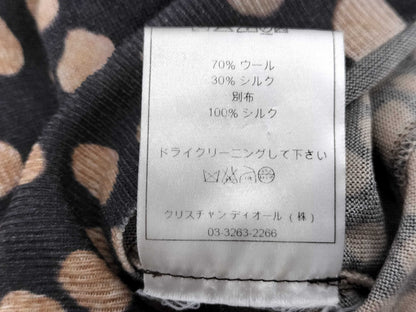 70% ウール
30% シルク
別布
100% シルク
ドライクリーニングして下さい
クリスチャン ディオール (株)
03-3263-2266